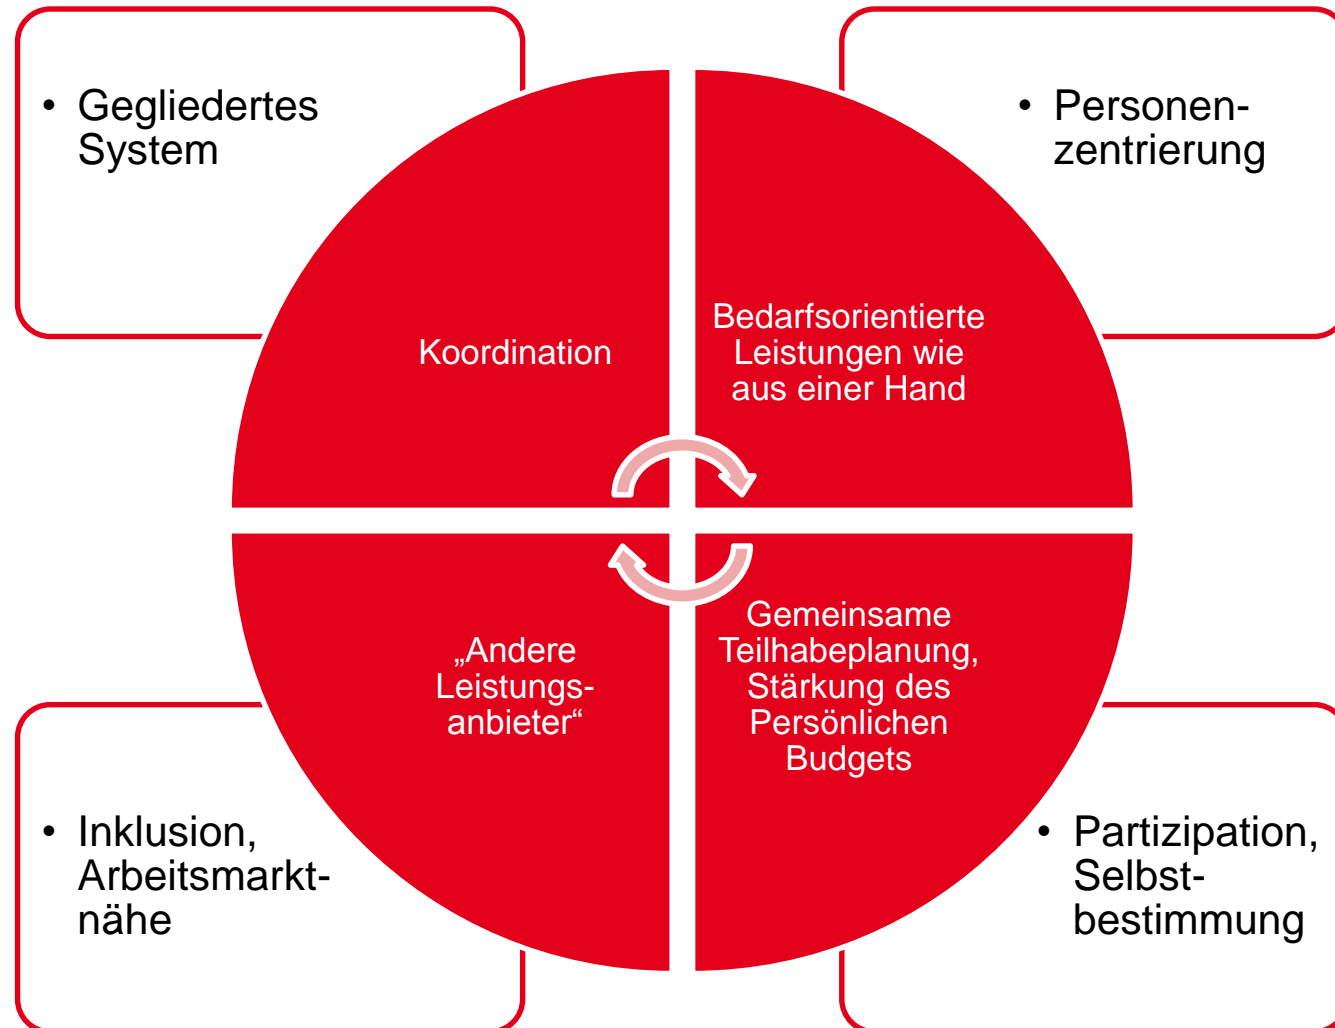 • Gegliedertes
System
• Personen-
zentrierung
Koordination
Bedarfsorientierte
Leistungen wie
aus einer Hand
„Andere
Leistungs-
anbieter“
Gemeinsame
Teilhabeplanung,
Stärkung des
Persönlichen
Budgets
• Inklusion,
Arbeitsmarkt-
nähe
• Partizipation,
Selbst-
bestimmung